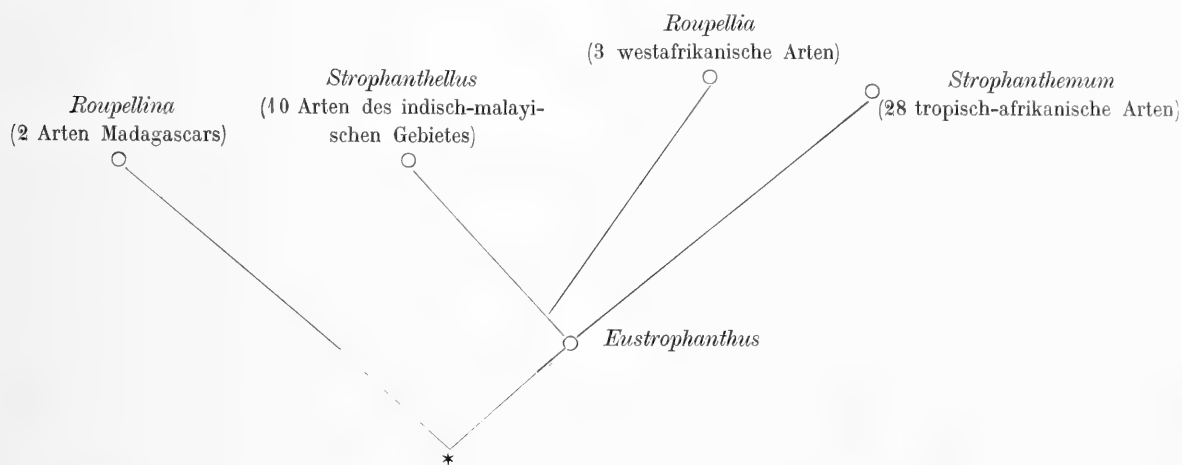 Roupellia
(3 westafrikanische Arten)
Strophanthellus
(10 Arten des indisch-malayi-
schen Gebietes)
Strophanthemum
(28 tropisch-afrikanische Arten)
Roupellina
(2 Arten Madagascars)
Eustrophanthus
*